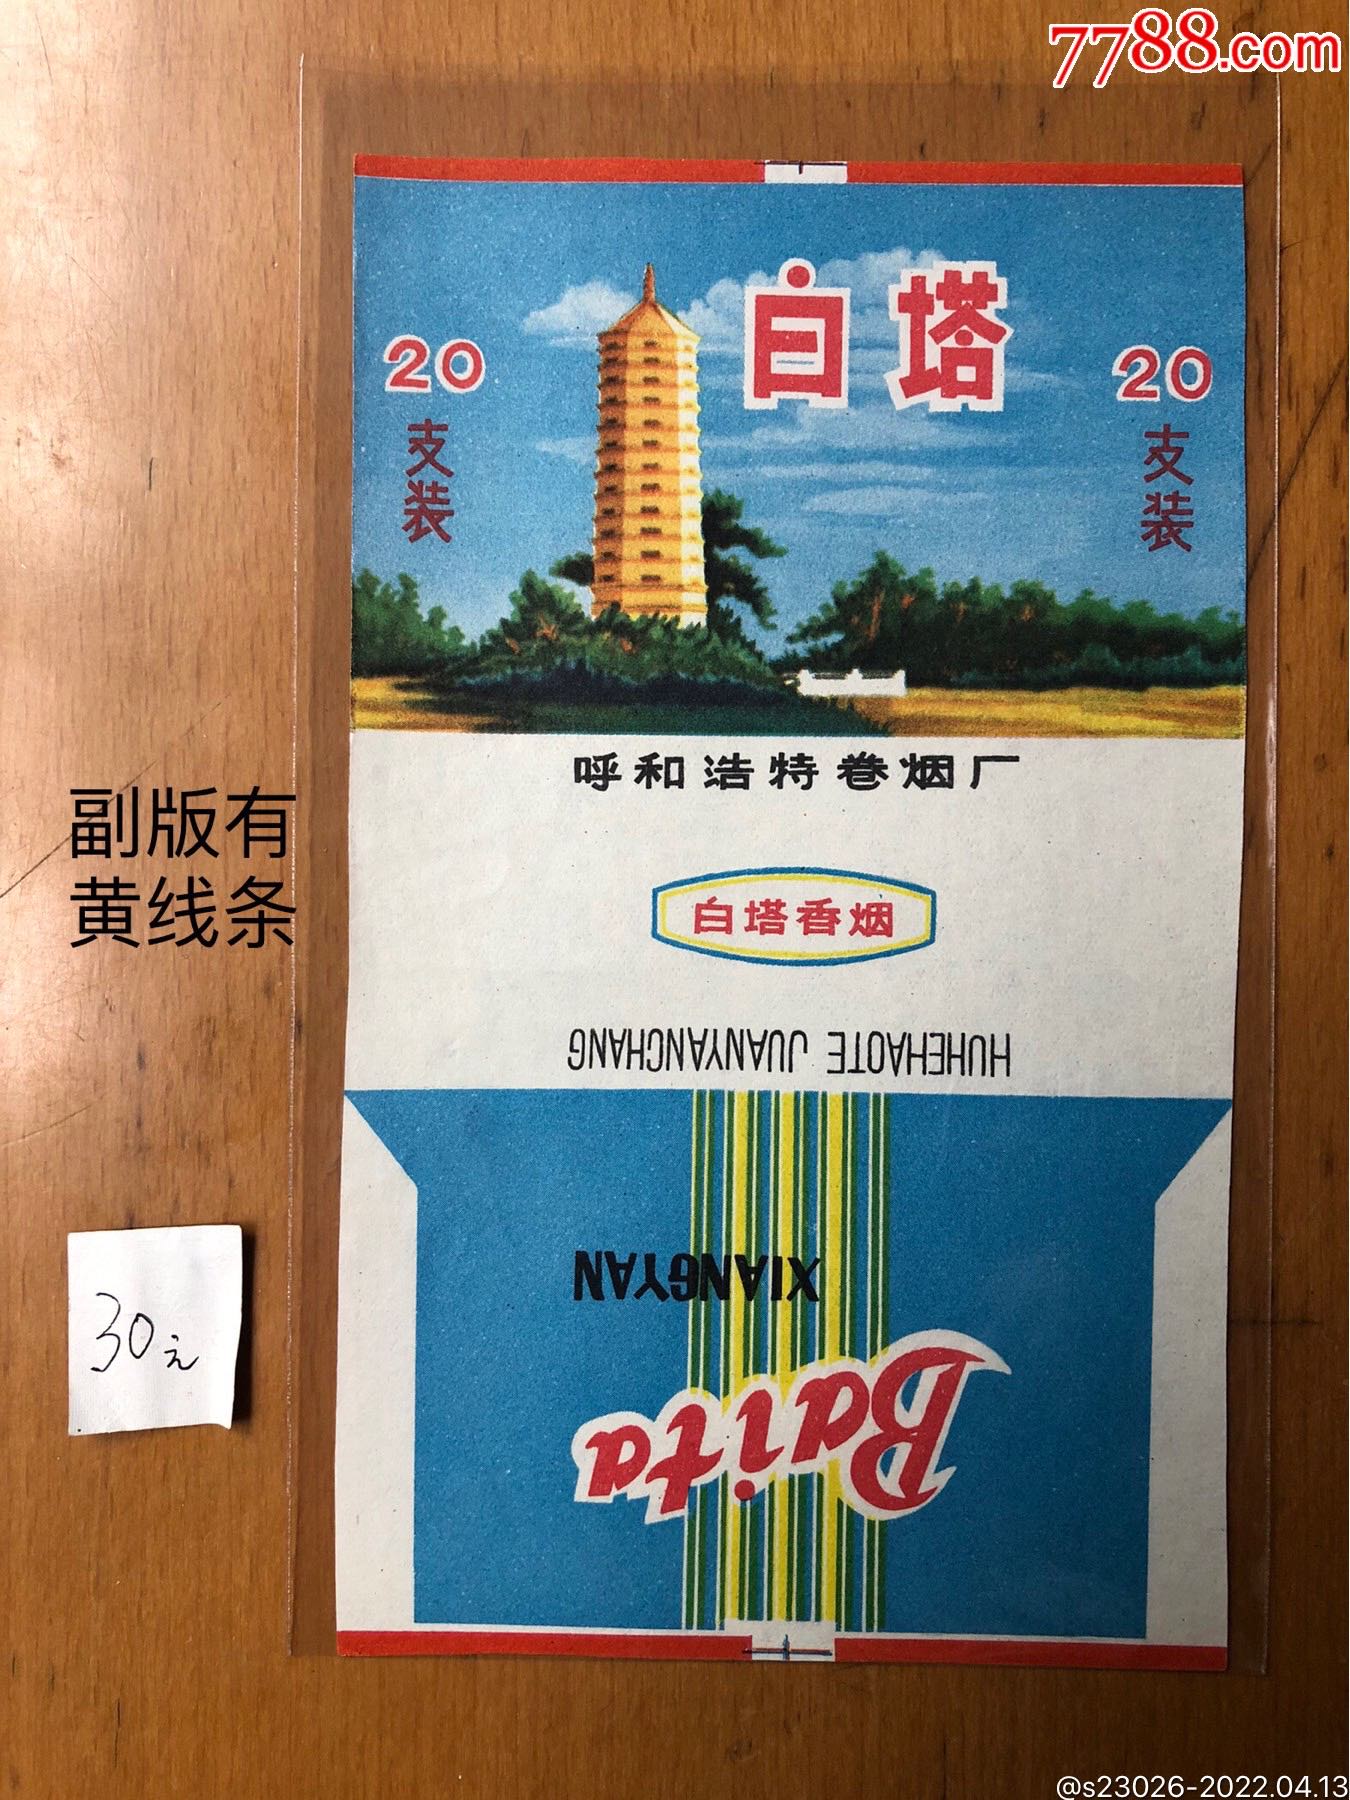 7788.com
白塔
20
支装
20
支装
呼和浩特卷烟厂
副版有
黄线条
白塔香烟
HUHEHAOTE JUANYANCHANG
XIANGYAN
30元
Baita
@s23026-2022.04.13